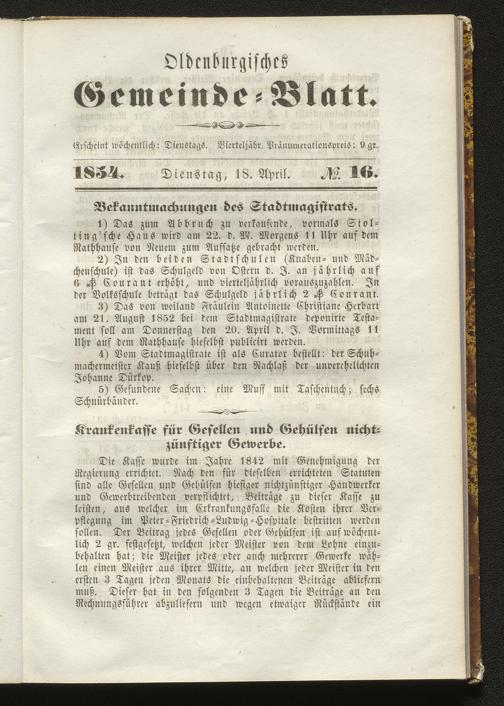 Oldenburgisches
Gemeinde-Blatt.
Erscheint wöchentlich: Dienstags. Vierteljähr. Pränumerationspreis: 9 gr.
1854. Dienstag, 18. April. № 16.
Bekanntmachungen des Stadtmagistrats.
1) Das zum Abbruch zu verkaufende, vormals Stol-
ting'sche Haus wird am 22. d. M. Morgens 11 Uhr auf dem
Rathhause von Neuem zum Aufsatze gebracht werden.
2) In den beiden Stadtschulen (Knaben- und Mäd-
chenschule) ist das Schulgeld von Ostern d. J. an jährlich auf
6 ₰ Courant erhöht, und vierteljährlich vorauszuzahlen. In
der Volksschule beträgt das Schulgeld jährlich 2 ₰ Courant.
3) Das von weiland Fräulein Antoinette Christiane Herbart
am 21. August 1852 bei dem Stadtmagistrate deponirte Testa-
ment soll am Donnerstag den 20. April d. J. Vormittags 11
Uhr auf dem Rathhause hieselbst publicirt werden.
4) Vom Stadtmagistrate ist als Curator bestellt: der Schuh-
machermeister Kauß hieselbst über den Nachlaß der unverehelichten
Johanne Dürkop.
5) Gefundene Sachen: eine Muff mit Taschentuch; sechs
Schnürbänder.
Krankenkasse für Gesellen und Gehülfen nicht-
zünftiger Gewerbe.
Die Kasse wurde im Jahre 1842 mit Genehmigung der
Regierung errichtet. Nach den für dieselben errichteten Statuten
sind alle Gesellen und Gehülfen hiesiger nichtzünftiger Handwerker
und Gewerbtreibenden verpflichtet, Beiträge zu dieser Kasse zu
leisten, aus welcher im Erkrankungsfalle die Kosten ihrer Ver-
pflegung im Peter-Friedrich-Ludwig-Hospitale bestritten werden
sollen. Der Beitrag jedes Gesellen oder Gehülfen ist auf wöchent-
lich 2 gr. festgesetzt, welchen jeder Meister von dem Lohne einzu-
behalten hat; die Meister jedes oder auch mehrerer Gewerke wäh-
len einen Meister aus ihrer Mitte, an welchen jeder Meister in den
ersten 3 Tagen jeden Monats die einbehaltenen Beiträge abliefern
muß. Dieser hat in den folgenden 3 Tagen die Beiträge an den
Rechnungsführer abzuliefern und wegen etwaiger Rückstände ein